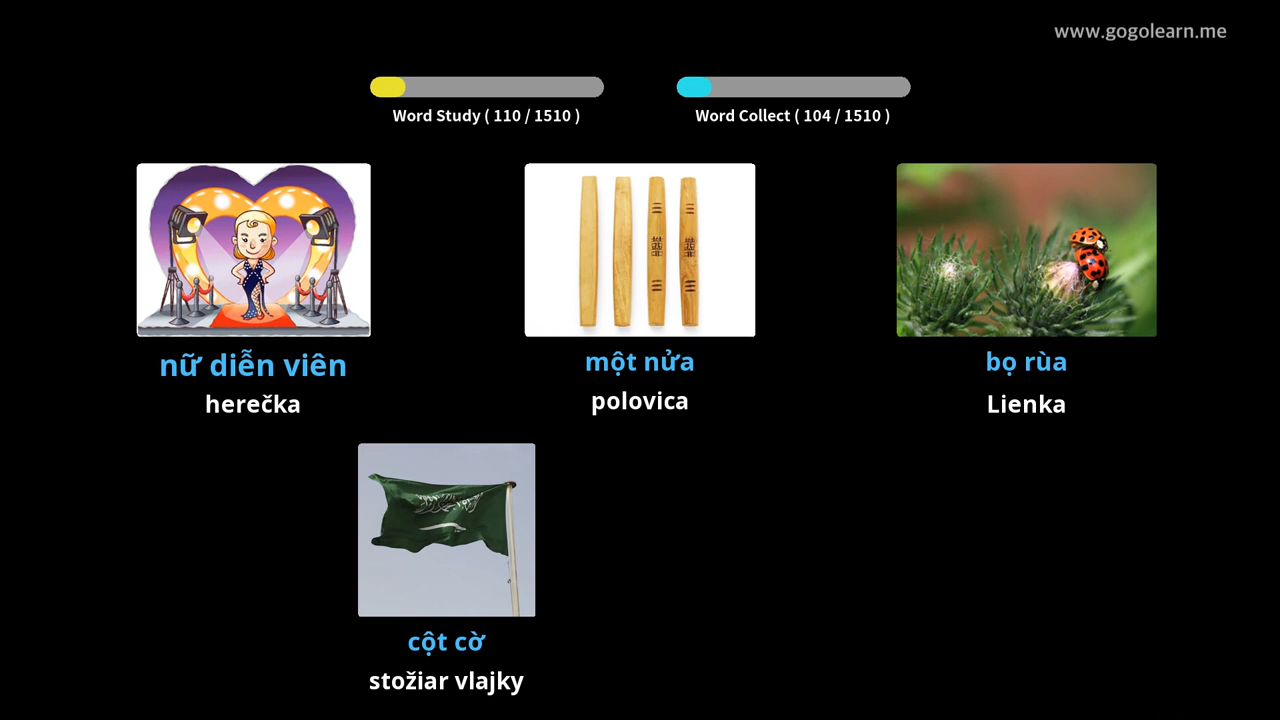 www.gogolearn.me
Word Study ( 110 / 1510 )
Word Collect ( 104 / 1510 )
nữ diễn viên
herečka
một nửa
polovica
bọ rùa
Lienka
cột cờ
stožiar vlajky